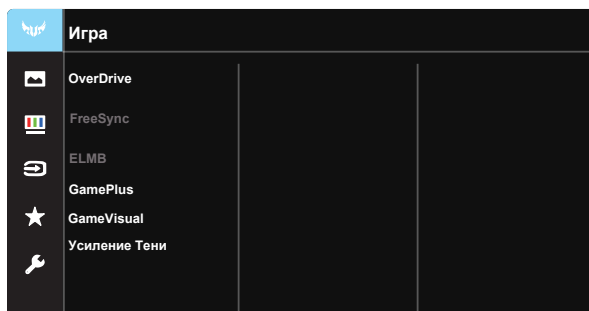 Игра
OverDrive
FreeSync
ELMB
GamePlus
GameVisual
Усиление Тени